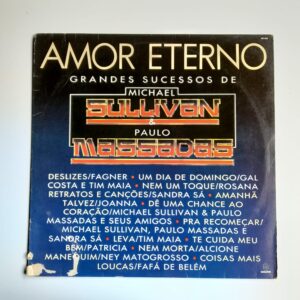 AMOR ETERNO
GRANDES SUCESSOS DE
MICHAEL
SULLIVAN
&
PAULO
MASSADAS
DESLIZES/FAGNER • UM DIA DE DOMINGO/GAL
COSTA E TIM MAIA • NEM UM TOQUE/ROSANA
RETRATOS E CANÇÕES/SANDRA SÁ • AMANHÃ
TALVEZ/JOANNA • DÊ UMA CHANCE AO
CORAÇÃO/MICHAEL SULLIVAN & PAULO
MASSADAS E SEUS AMIGOS • PRA RECOMEÇAR/
MICHAEL SULLIVAN, PAULO MASSADAS E
SANDRA SÁ • LEVA/TIM MAIA • TE CUIDA MEU
BEM/PATRICIA • NEM MORTA/ALCIONE
MANEQUIM/NEY MATOGROSSO • COISAS MAIS
LOUCAS/FAFÁ DE BELÉM